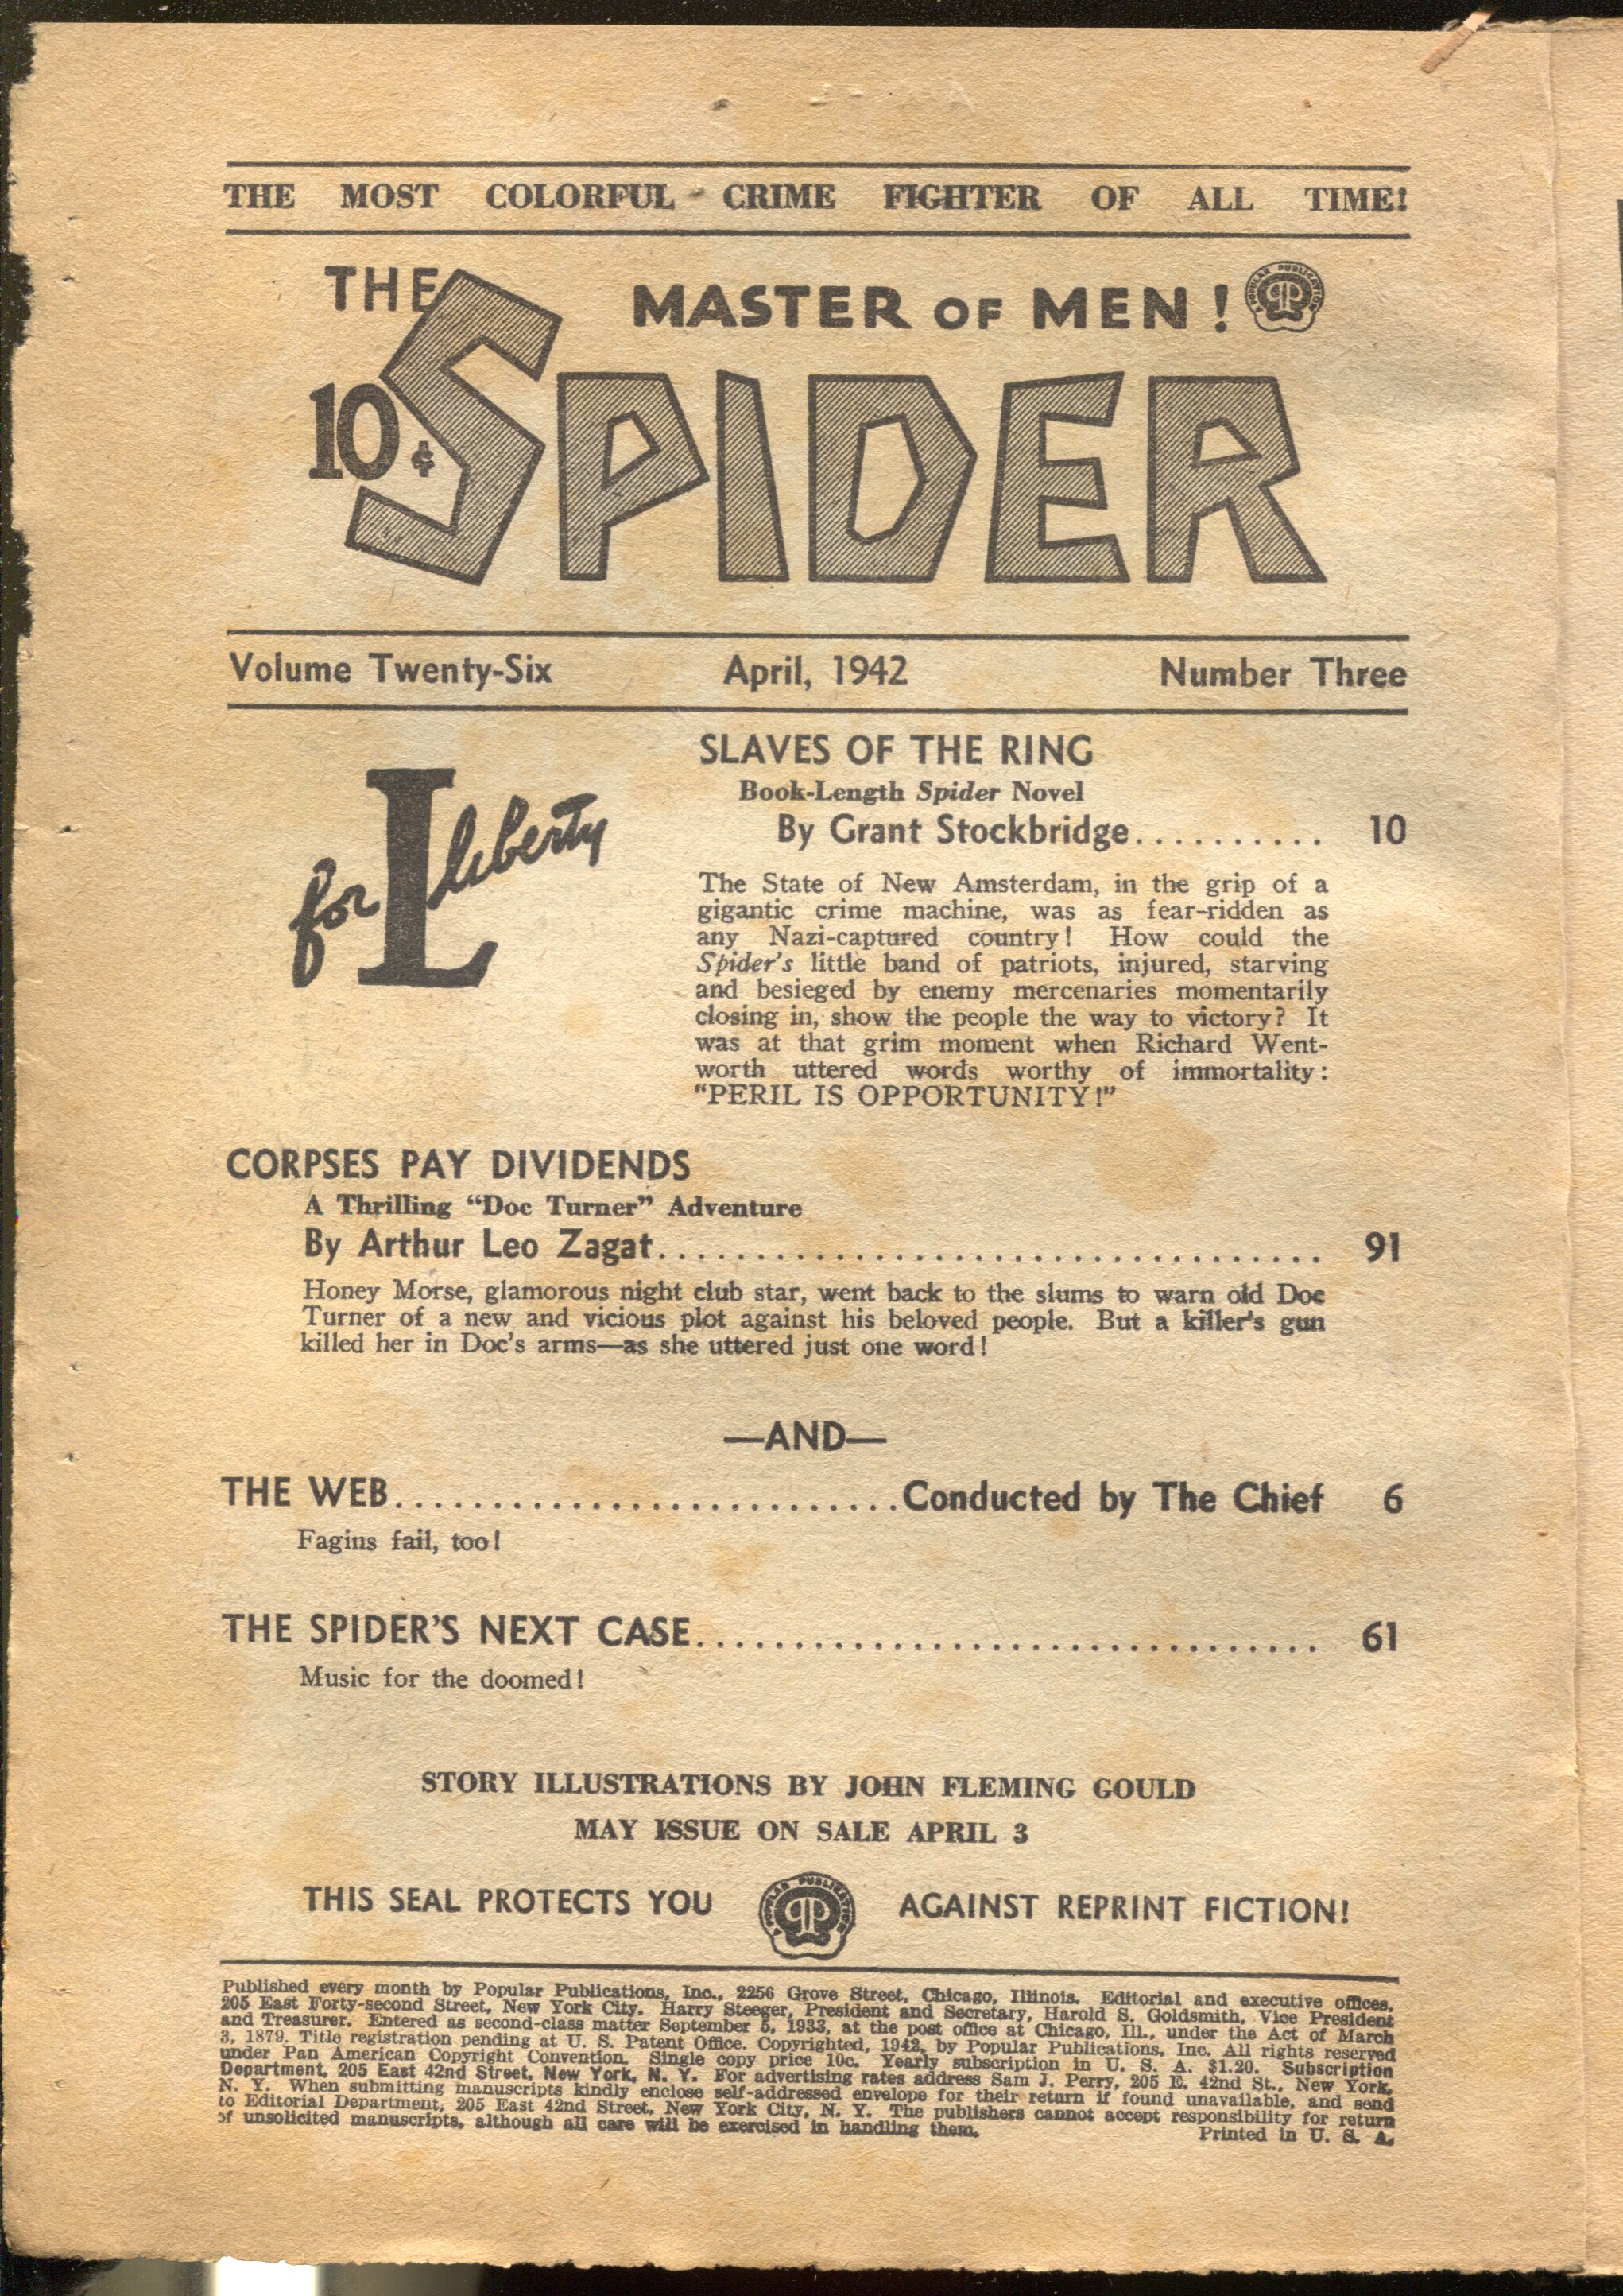 THE MOST COLORFUL CRIME FIGHTER OF ALL TIME!
THE MASTER OF MEN!
10¢ SPIDER
Volume Twenty-Six April, 1942 Number Three
for L liberty
SLAVES OF THE RING
Book-Length Spider Novel
By Grant Stockbridge.......... 10
The State of New Amsterdam, in the grip of a
gigantic crime machine, was as fear-ridden as
any Nazi-captured country! How could the
Spider's little band of patriots, injured, starving
and besieged by enemy mercenaries momentarily
closing in, show the people the way to victory? It
was at that grim moment when Richard Went-
worth uttered words worthy of immortality:
"PERIL IS OPPORTUNITY!"
CORPSES PAY DIVIDENDS
A Thrilling "Doc Turner" Adventure
By Arthur Leo Zagat.................................. 91
Honey Morse, glamorous night club star, went back to the slums to warn old Doc
Turner of a new and vicious plot against his beloved people. But a killer's gun
killed her in Doc's arms—as she uttered just one word!
—AND—
THE WEB..........................Conducted by The Chief 6
Fagins fail, too!
THE SPIDER'S NEXT CASE................................ 61
Music for the doomed!
STORY ILLUSTRATIONS BY JOHN FLEMING GOULD
MAY ISSUE ON SALE APRIL 3
THIS SEAL PROTECTS YOU AGAINST REPRINT FICTION!
Published every month by Popular Publications, Inc., 2256 Grove Street, Chicago, Illinois. Editorial and executive offices,
205 East Forty-second Street, New York City. Harry Steeger, President and Secretary, Harold S. Goldsmith, Vice President
and Treasurer. Entered as second-class matter September 5, 1933, at the post office at Chicago, Ill., under the Act of March
3, 1879. Title registration pending at U. S. Patent Office. Copyrighted, 1942, by Popular Publications, Inc. All rights reserved
under Pan American Copyright Convention. Single copy price 10c. Yearly subscription in U. S. A. $1.20. Subscription
Department, 205 East 42nd Street, New York, N. Y. For advertising rates address Sam J. Perry, 205 E. 42nd St., New York,
N. Y. When submitting manuscripts kindly enclose self-addressed envelope for their return if found unavailable, and send
to Editorial Department, 205 East 42nd Street, New York City, N. Y. The publishers cannot accept responsibility for return
of unsolicited manuscripts, although all care will be exercised in handling them. Printed in U. S. A.